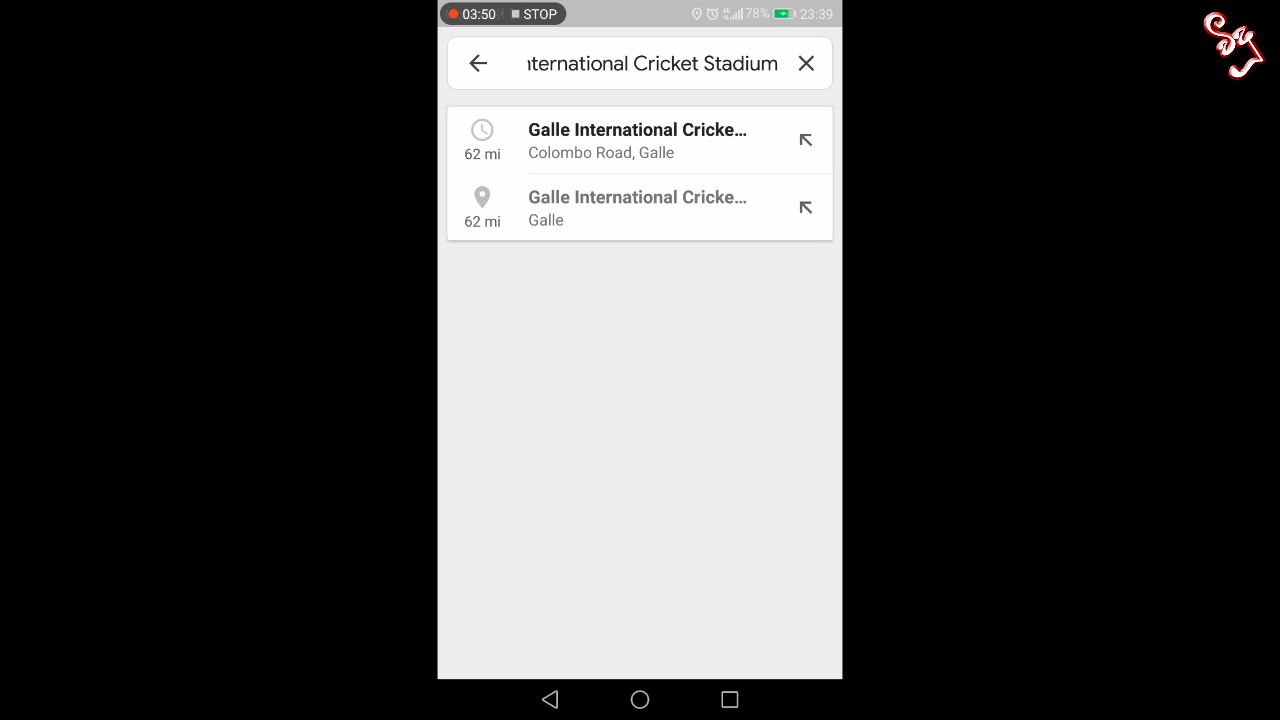 03:50 STOP 78% 23:39
nternational Cricket Stadium
Galle International Cricke...
62 mi Colombo Road, Galle
Galle International Cricke...
62 mi Galle